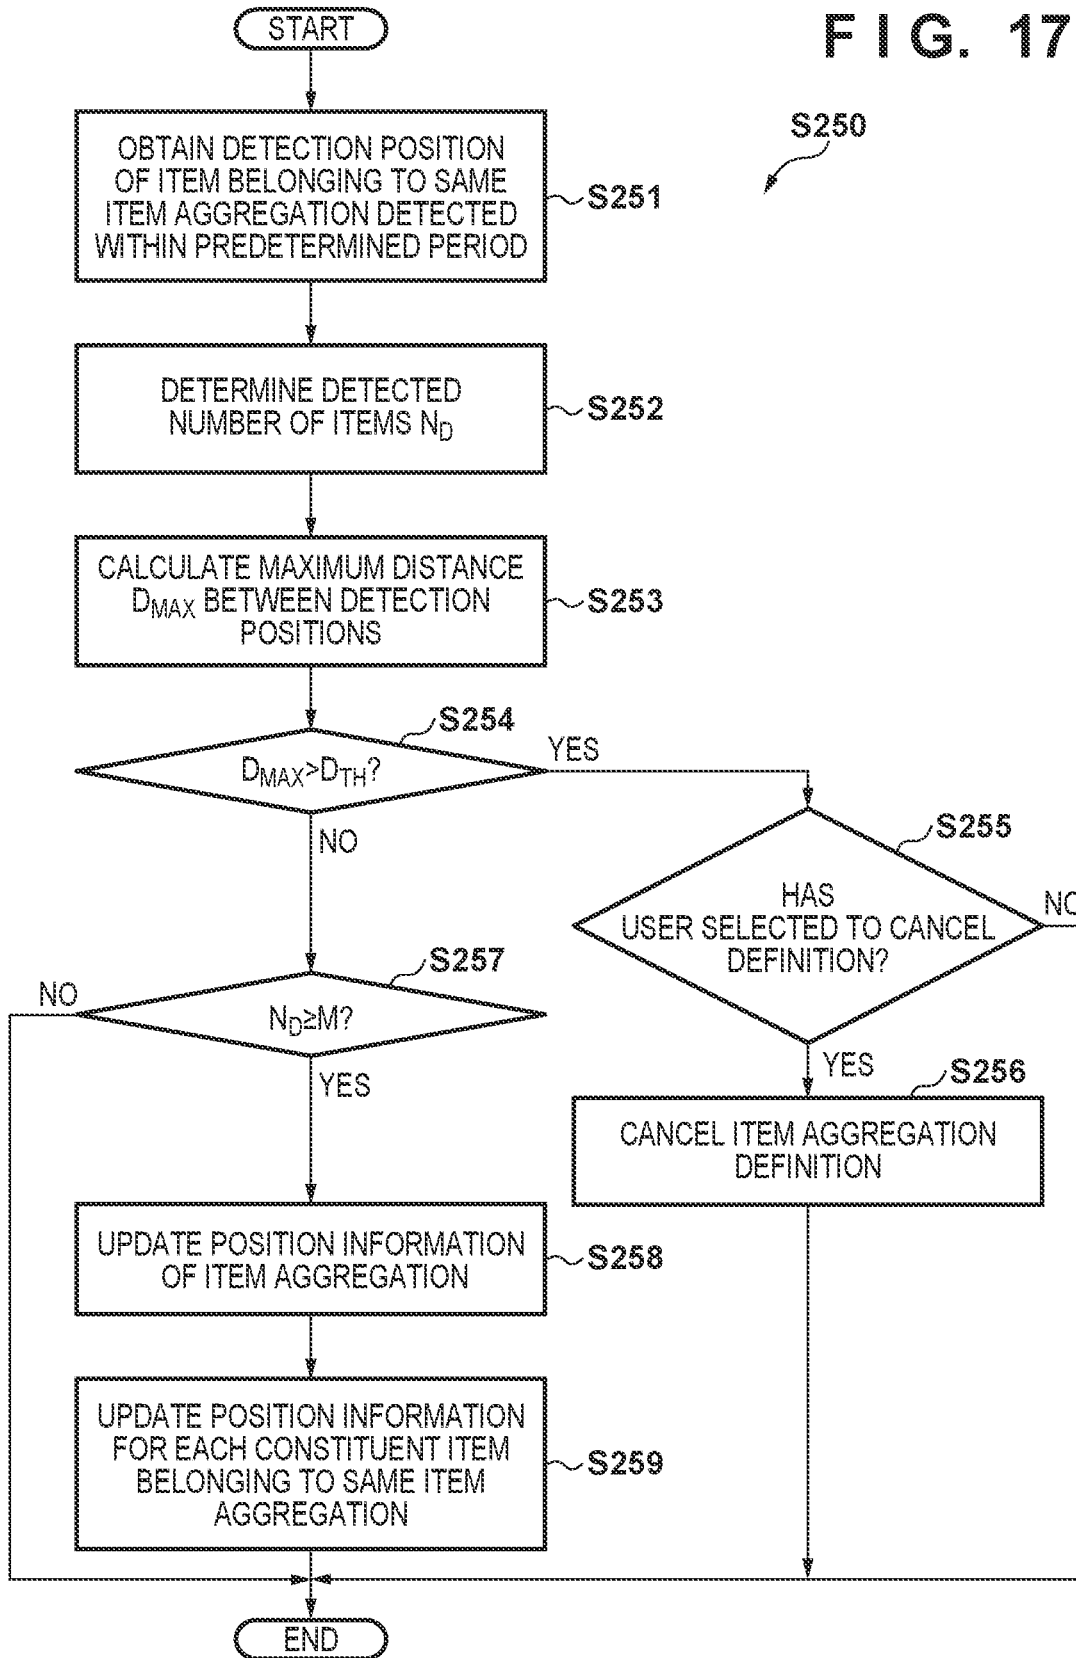 START
F I G. 17
S250
OBTAIN DETECTION POSITION
OF ITEM BELONGING TO SAME
ITEM AGGREGATION DETECTED
WITHIN PREDETERMINED PERIOD
S251
DETERMINE DETECTED
NUMBER OF ITEMS N_D
S252
CALCULATE MAXIMUM DISTANCE
D_MAX BETWEEN DETECTION
POSITIONS
S253
S254
D_MAX>D_TH?
YES
NO
S255
HAS
USER SELECTED TO CANCEL
DEFINITION?
NO
YES
S256
CANCEL ITEM AGGREGATION
DEFINITION
S257
N_D≥M?
NO
YES
UPDATE POSITION INFORMATION
OF ITEM AGGREGATION
S258
UPDATE POSITION INFORMATION
FOR EACH CONSTITUENT ITEM
BELONGING TO SAME ITEM
AGGREGATION
S259
END